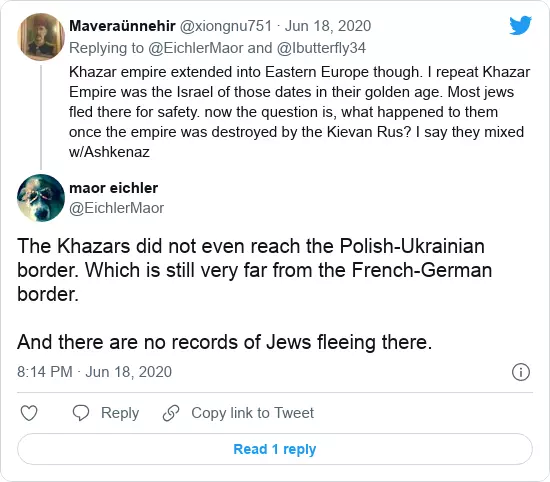 Maveraünnehir @xiongnu751 · Jun 18, 2020
Replying to @EichlerMaor and @Ibutterfly34
Khazar empire extended into Eastern Europe though. I repeat Khazar
Empire was the Israel of those dates in their golden age. Most jews
fled there for safety. now the question is, what happened to them
once the empire was destroyed by the Kievan Rus? I say they mixed
w/Ashkenaz
maor eichler
@EichlerMaor
The Khazars did not even reach the Polish-Ukrainian
border. Which is still very far from the French-German
border.
And there are no records of Jews fleeing there.
8:14 PM · Jun 18, 2020
Reply Copy link to Tweet
Read 1 reply